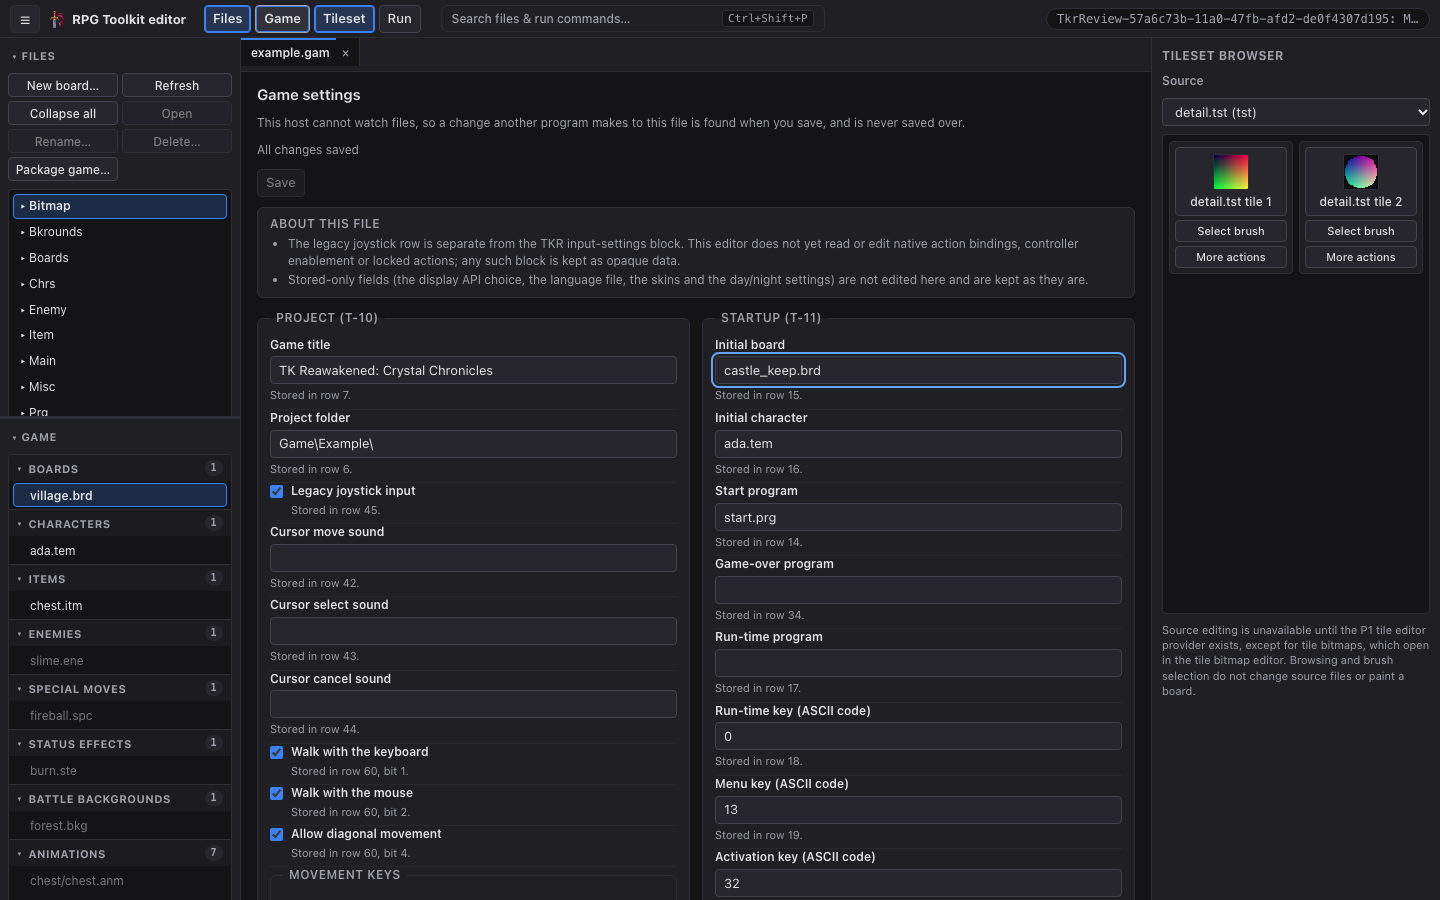 RPG Toolkit editor
Files
Game
Tileset
Run
Search files & run commands...
Ctrl+Shift+P
TkrReview-57a6c73b-11a0-47fb-afd2-de0f4307d195: M…
FILES
New board...
Refresh
Collapse all
Open
Rename...
Delete...
Package game...
Bitmap
Bkrounds
Boards
Chrs
Enemy
Item
Main
Misc
Prg
GAME
BOARDS 1
village.brd
CHARACTERS 1
ada.tem
ITEMS 1
chest.itm
ENEMIES 1
slime.ene
SPECIAL MOVES 1
fireball.spc
STATUS EFFECTS 1
burn.ste
BATTLE BACKGROUNDS 1
forest.bkg
ANIMATIONS 7
chest/chest.anm
example.gam ×
Game settings
This host cannot watch files, so a change another program makes to this file is found when you save, and is never saved over.
All changes saved
Save
ABOUT THIS FILE
• The legacy joystick row is separate from the TKR input-settings block. This editor does not yet read or edit native action bindings, controller
enablement or locked actions; any such block is kept as opaque data.
• Stored-only fields (the display API choice, the language file, the skins and the day/night settings) are not edited here and are kept as they are.
PROJECT (T-10)
Game title
TK Reawakened: Crystal Chronicles
Stored in row 7.
Project folder
Game\Example\
Stored in row 6.
Legacy joystick input
Stored in row 45.
Cursor move sound
Stored in row 42.
Cursor select sound
Stored in row 43.
Cursor cancel sound
Stored in row 44.
Walk with the keyboard
Stored in row 60, bit 1.
Walk with the mouse
Stored in row 60, bit 2.
Allow diagonal movement
Stored in row 60, bit 4.
MOVEMENT KEYS
STARTUP (T-11)
Initial board
castle_keep.brd
Stored in row 15.
Initial character
ada.tem
Stored in row 16.
Start program
start.prg
Stored in row 14.
Game-over program
Stored in row 34.
Run-time program
Stored in row 17.
Run-time key (ASCII code)
0
Stored in row 18.
Menu key (ASCII code)
13
Stored in row 19.
Activation key (ASCII code)
32
TILESET BROWSER
Source
detail.tst (tst)
detail.tst tile 1
Select brush
More actions
detail.tst tile 2
Select brush
More actions
Source editing is unavailable until the P1 tile editor
provider exists, except for tile bitmaps, which open
in the tile bitmap editor. Browsing and brush
selection do not change source files or paint a
board.